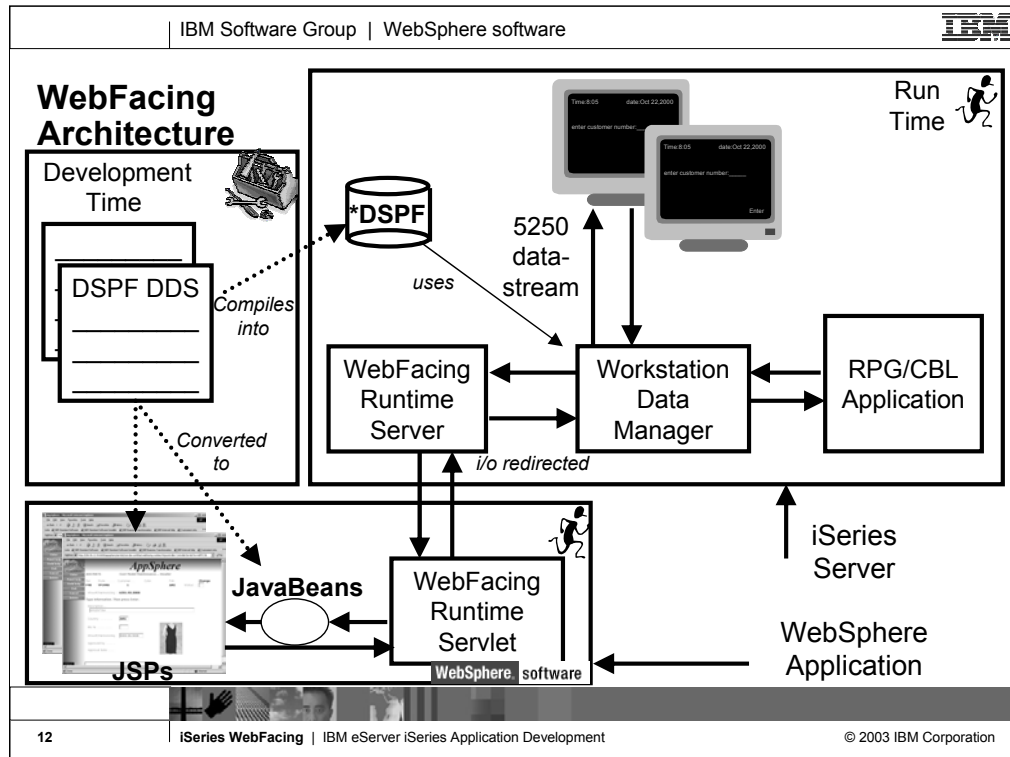 IBM Software Group | WebSphere software
IBM
WebFacing
Architecture
Development
Time
DSPF DDS
Compiles
into
Converted
to
*DSPF
uses
5250
data-
stream
Time:8:05 date:Oct 22,2000
enter customer number:__
Time:8:05 date:Oct 22,2000
enter customer number:_____
Enter
Run
Time
WebFacing
Runtime
Server
Workstation
Data
Manager
RPG/CBL
Application
i/o redirected
AppSphere
JSPs
JavaBeans
WebFacing
Runtime
Servlet
WebSphere. software
iSeries
Server
WebSphere
Application
12
iSeries WebFacing | IBM eServer iSeries Application Development
© 2003 IBM Corporation